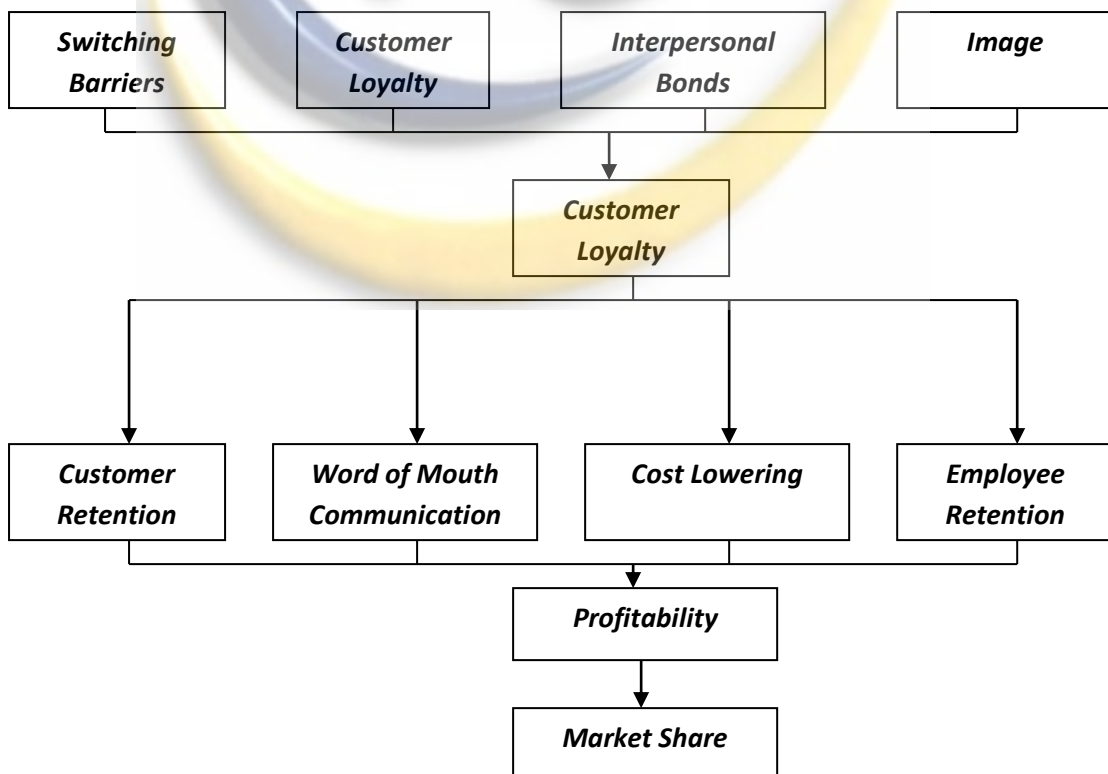 Switching
Barriers
Customer
Loyalty
Interpersonal
Bonds
Image
Customer
Loyalty
Customer
Retention
Word of Mouth
Communication
Cost Lowering
Employee
Retention
Profitability
Market Share